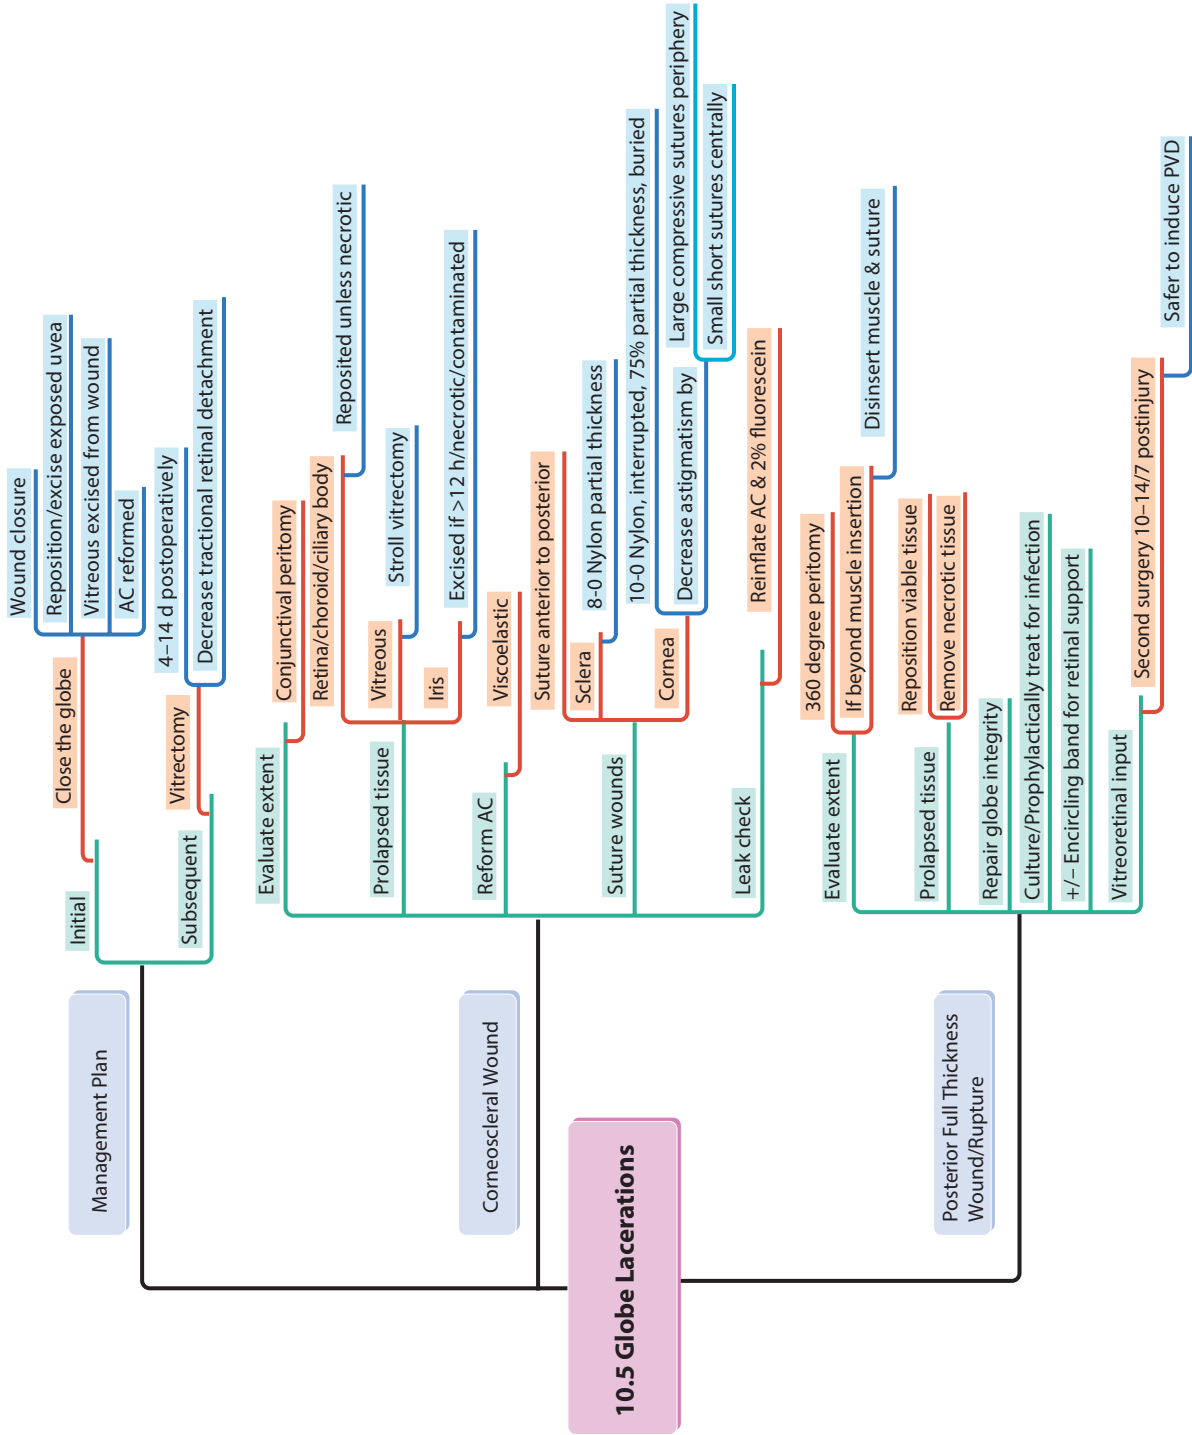 10.5 Globe Lacerations
Management Plan
Initial
Close the globe
Wound closure
Reposition/excise exposed uvea
Vitreous excised from wound
AC reformed
Subsequent
Vitrectomy
4–14 d postoperatively
Decrease tractional retinal detachment
Corneoscleral Wound
Evaluate extent
Conjunctival peritomy
Prolapsed tissue
Retina/choroid/ciliary body
Reposited unless necrotic
Vitreous
Stroll vitrectomy
Iris
Excised if >12 h/necrotic/contaminated
Reform AC
Viscoelastic
Suture wounds
Suture anterior to posterior
Sclera
8-0 Nylon partial thickness
Cornea
10-0 Nylon, interrupted, 75% partial thickness, buried
Decrease astigmatism by
Large compressive sutures periphery
Small short sutures centrally
Leak check
Reinflate AC & 2% fluorescein
Posterior Full Thickness
Wound/Rupture
Evaluate extent
360 degree peritomy
If beyond muscle insertion
Disinsert muscle & suture
Prolapsed tissue
Reposition viable tissue
Remove necrotic tissue
Repair globe integrity
Culture/Prophylactically treat for infection
+/– Encircling band for retinal support
Vitreoretinal input
Second surgery 10–14/7 postinjury
Safer to induce PVD